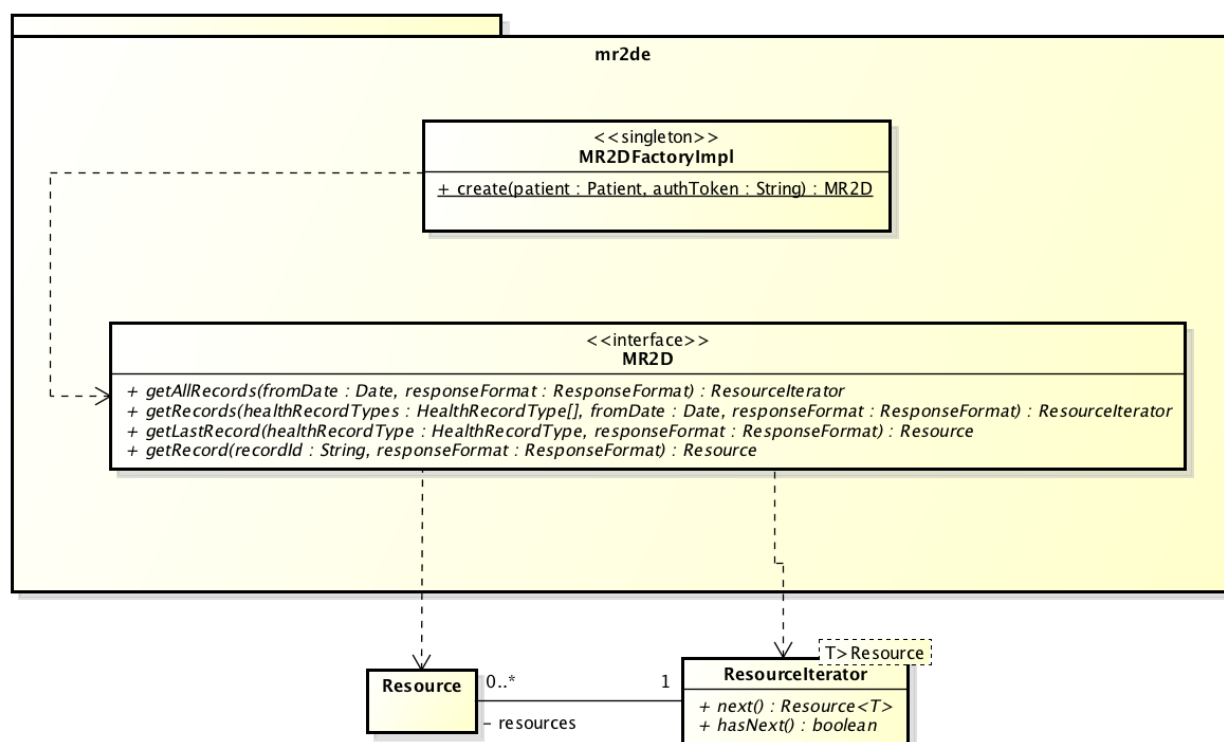 mr2de
<<singleton>>
MR2DFactoryImpl
+ create(patient : Patient, authToken : String) : MR2D
<<interface>>
MR2D
+ getAllRecords(fromDate : Date, responseFormat : ResponseFormat) : ResourceIterator
+ getRecords(healthRecordTypes : HealthRecordType[], fromDate : Date, responseFormat : ResponseFormat) : ResourceIterator
+ getLastRecord(healthRecordType : HealthRecordType, responseFormat : ResponseFormat) : Resource
+ getRecord(recordId : String, responseFormat : ResponseFormat) : Resource
T>Resource
Resource
0..*
1
- resources
ResourceIterator
+ next() : Resource<T>
+ hasNext() : boolean